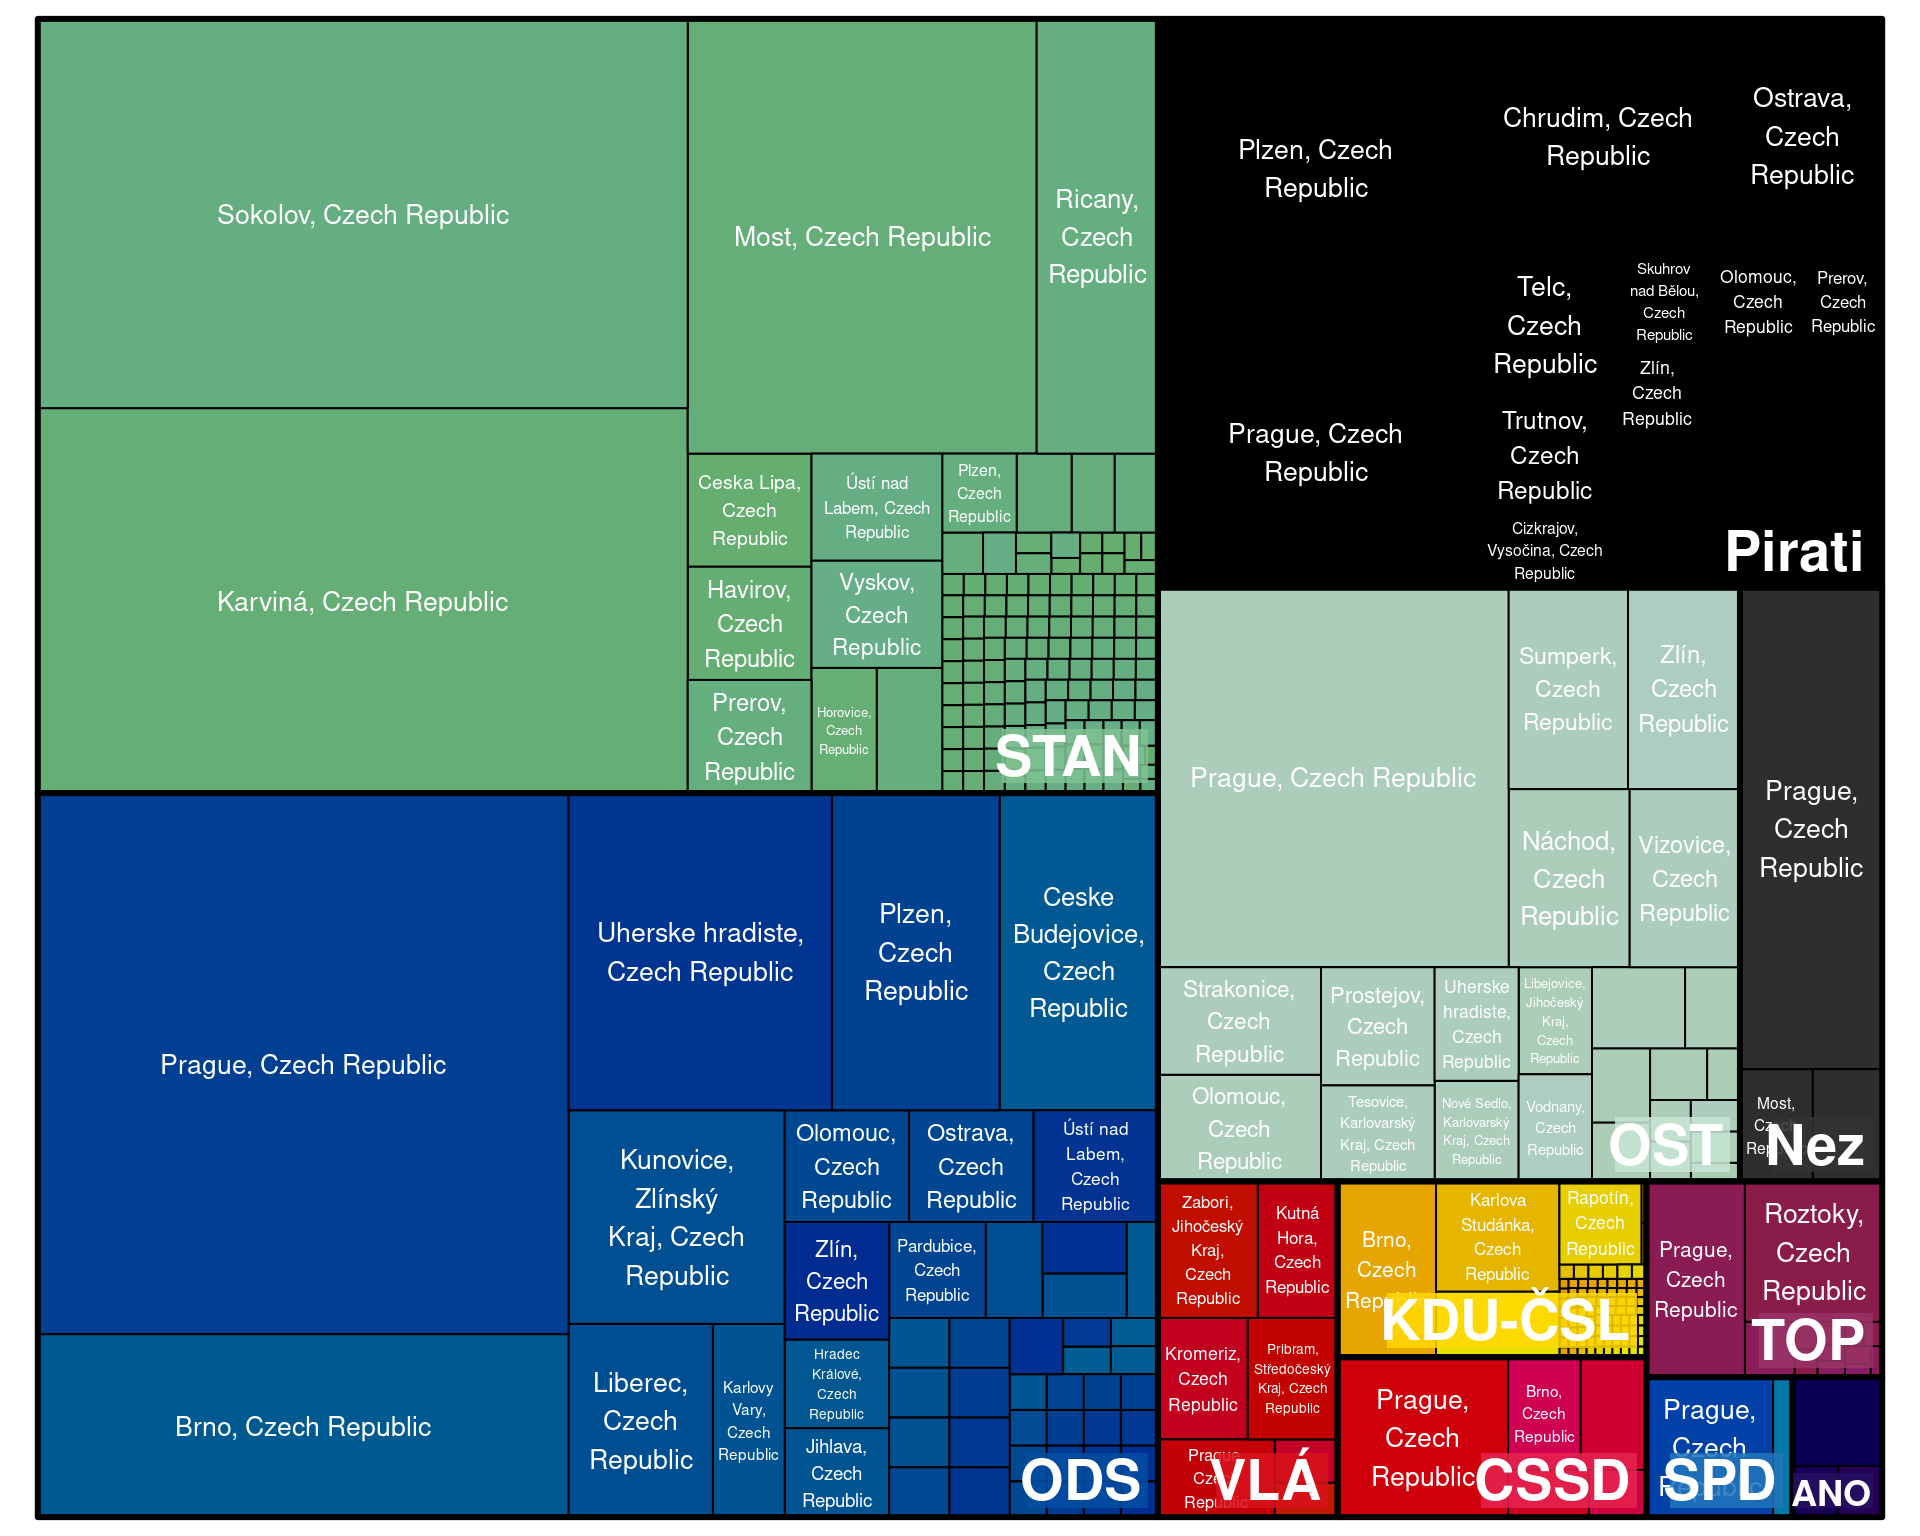 Sokolov, Czech Republic
Karviná, Czech Republic
Most, Czech Republic
Ricany,
Czech
Republic
Ceska Lipa,
Czech
Republic
Ústí nad
Labem, Czech
Republic
Plzen,
Czech
Republic
Havirov,
Czech
Republic
Vyskov,
Czech
Republic
Prerov,
Czech
Republic
Horovice,
Czech
Republic
STAN
Plzen, Czech
Republic
Chrudim, Czech
Republic
Ostrava,
Czech
Republic
Prague, Czech
Republic
Telc,
Czech
Republic
Skuhrov
nad Bělou,
Czech
Republic
Olomouc,
Czech
Republic
Prerov,
Czech
Republic
Zlín,
Czech
Republic
Trutnov,
Czech
Republic
Cizkrajov,
Vysočina, Czech
Republic
Pirati
Prague, Czech Republic
Brno, Czech Republic
Uherske hradiste,
Czech Republic
Plzen,
Czech
Republic
Ceske
Budejovice,
Czech
Republic
Kunovice,
Zlínský
Kraj, Czech
Republic
Olomouc,
Czech
Republic
Ostrava,
Czech
Republic
Ústí nad
Labem,
Czech
Republic
Zlín,
Czech
Republic
Pardubice,
Czech
Republic
Liberec,
Czech
Republic
Karlovy
Vary,
Czech
Republic
Hradec
Králové,
Czech
Republic
Jihlava,
Czech
Republic
ODS
Prague, Czech Republic
Sumperk,
Czech
Republic
Zlín,
Czech
Republic
Náchod,
Czech
Republic
Vizovice,
Czech
Republic
Strakonice,
Czech
Republic
Olomouc,
Czech
Republic
Prostejov,
Czech
Republic
Uherske
hradiste,
Czech
Republic
Libejovice,
Jihočeský
Kraj,
Czech
Republic
Tesovice,
Karlovarský
Kraj, Czech
Republic
Nové Sedlo,
Karlovarský
Kraj, Czech
Republic
Vodnany,
Czech
Republic
OST
Prague,
Czech
Republic
Most,
Czech
Republic
Nez
Zabori,
Jihočeský
Kraj,
Czech
Republic
Kutná
Hora,
Czech
Republic
Kromeriz,
Czech
Republic
Pribram,
Středočeský
Kraj, Czech
Republic
Prague
Czech
Republic
VLÁ
Brno,
Czech
Republic
Karlova
Studánka,
Czech
Republic
Rapotín,
Czech
Republic
KDU-ČSL
Prague,
Czech
Republic
Brno,
Czech
Republic
CSSD
Prague,
Czech
Republic
Roztoky,
Czech
Republic
TOP
Prague,
Czech
Republic
SPD
ANO